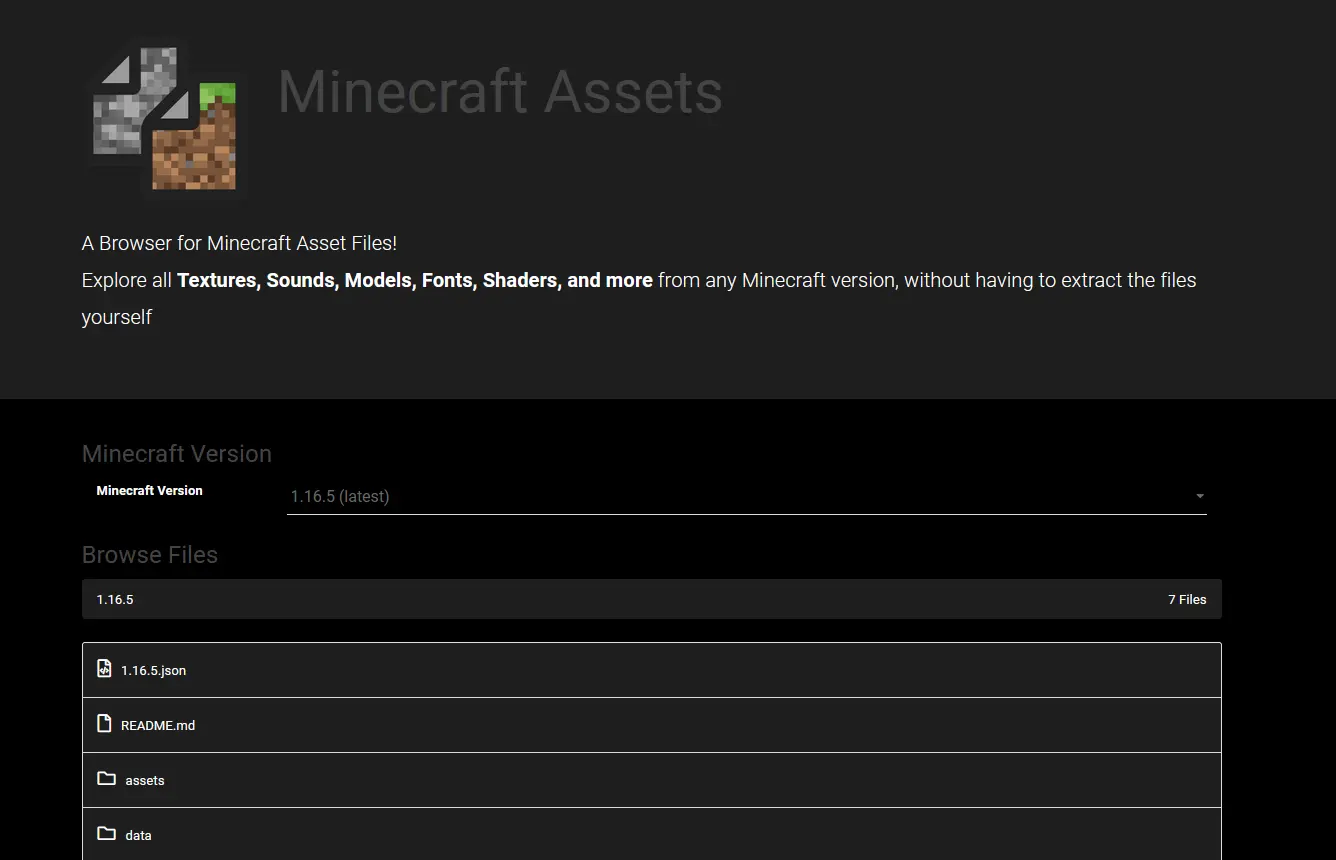 Minecraft Assets
A Browser for Minecraft Asset Files!
Explore all Textures, Sounds, Models, Fonts, Shaders, and more from any Minecraft version, without having to extract the files
yourself
Minecraft Version
Minecraft Version
1.16.5 (latest)
Browse Files
1.16.5
7 Files
1.16.5.json
README.md
assets
data